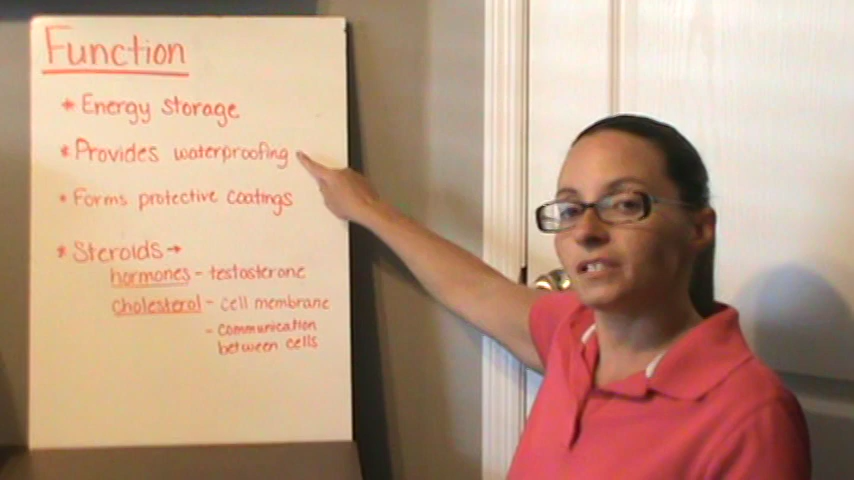 Function
* Energy storage
* Provides waterproofing
* Forms protective coatings
* Steroids →
hormones - testosterone
cholesterol - cell membrane
- communication
between cells